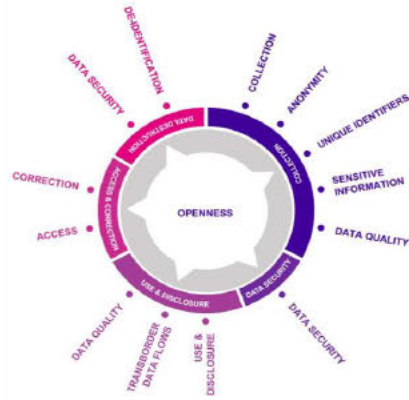 DE-IDENTIFICATION
DATA SECURITY
COLLECTION
ANONYMITY
UNIQUE IDENTIFIERS
SENSITIVE
INFORMATION
DATA QUALITY
DATA SECURITY
USE &
DISCLOSURE
TRANSBORDER
DATA FLOWS
DATA QUALITY
ACCESS
CORRECTION
DATA DESTRUCTION
COLLECTION
DATA SECURITY
USE & DISCLOSURE
ACCESS & CORRECTION
OPENNESS